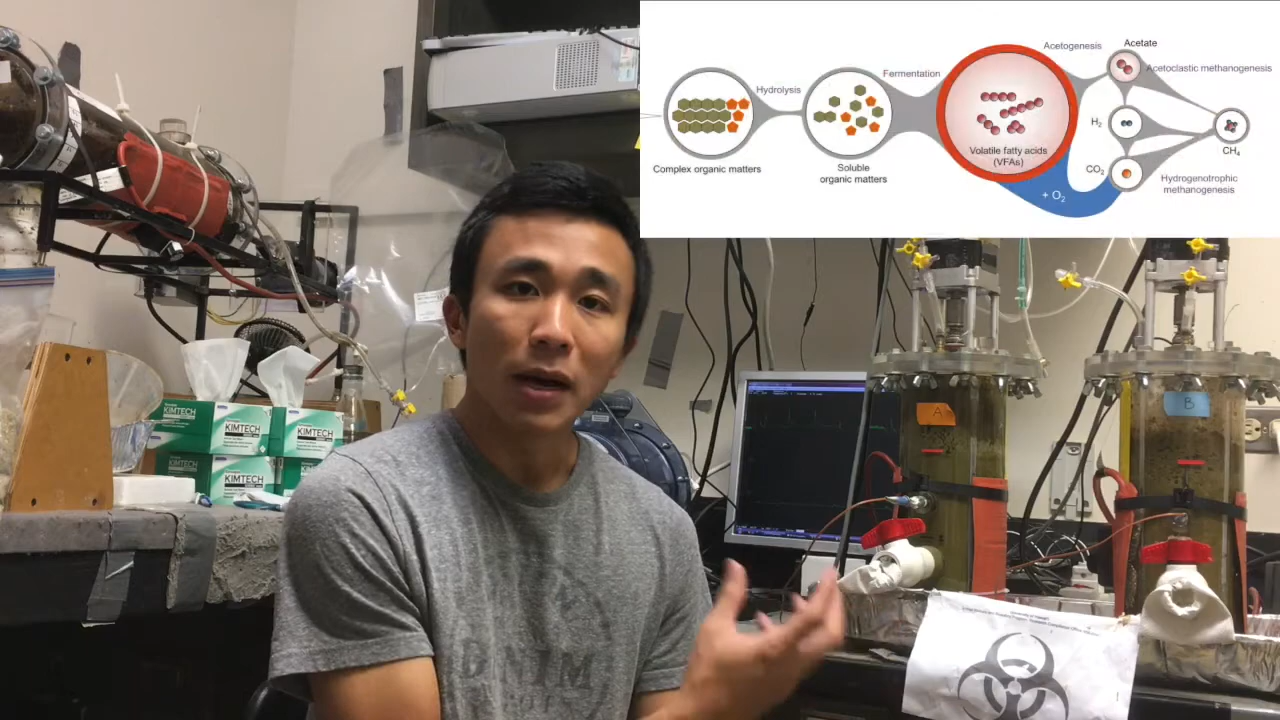 Acetogenesis
Acetate
Hydrolysis
Fermentation
Acetoclastic methanogenesis
H₂
Volatile fatty acids
(VFAs)
CH₄
Complex organic matters
Soluble
organic matters
CO₂
Hydrogenotrophic
methanogenesis
+ O₂
A
B
KIMTECH
KIMTECH
KIMTECH
KIMTECH